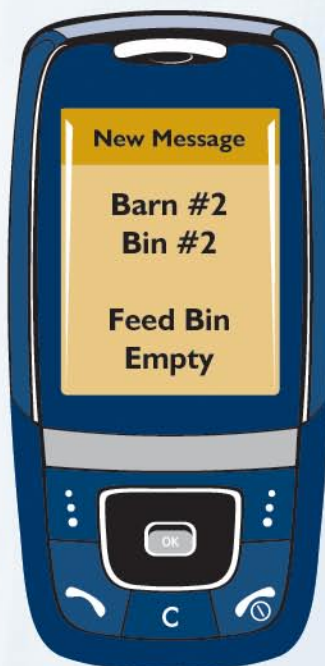 New Message
Barn #2
Bin #2
Feed Bin
Empty
OK
C